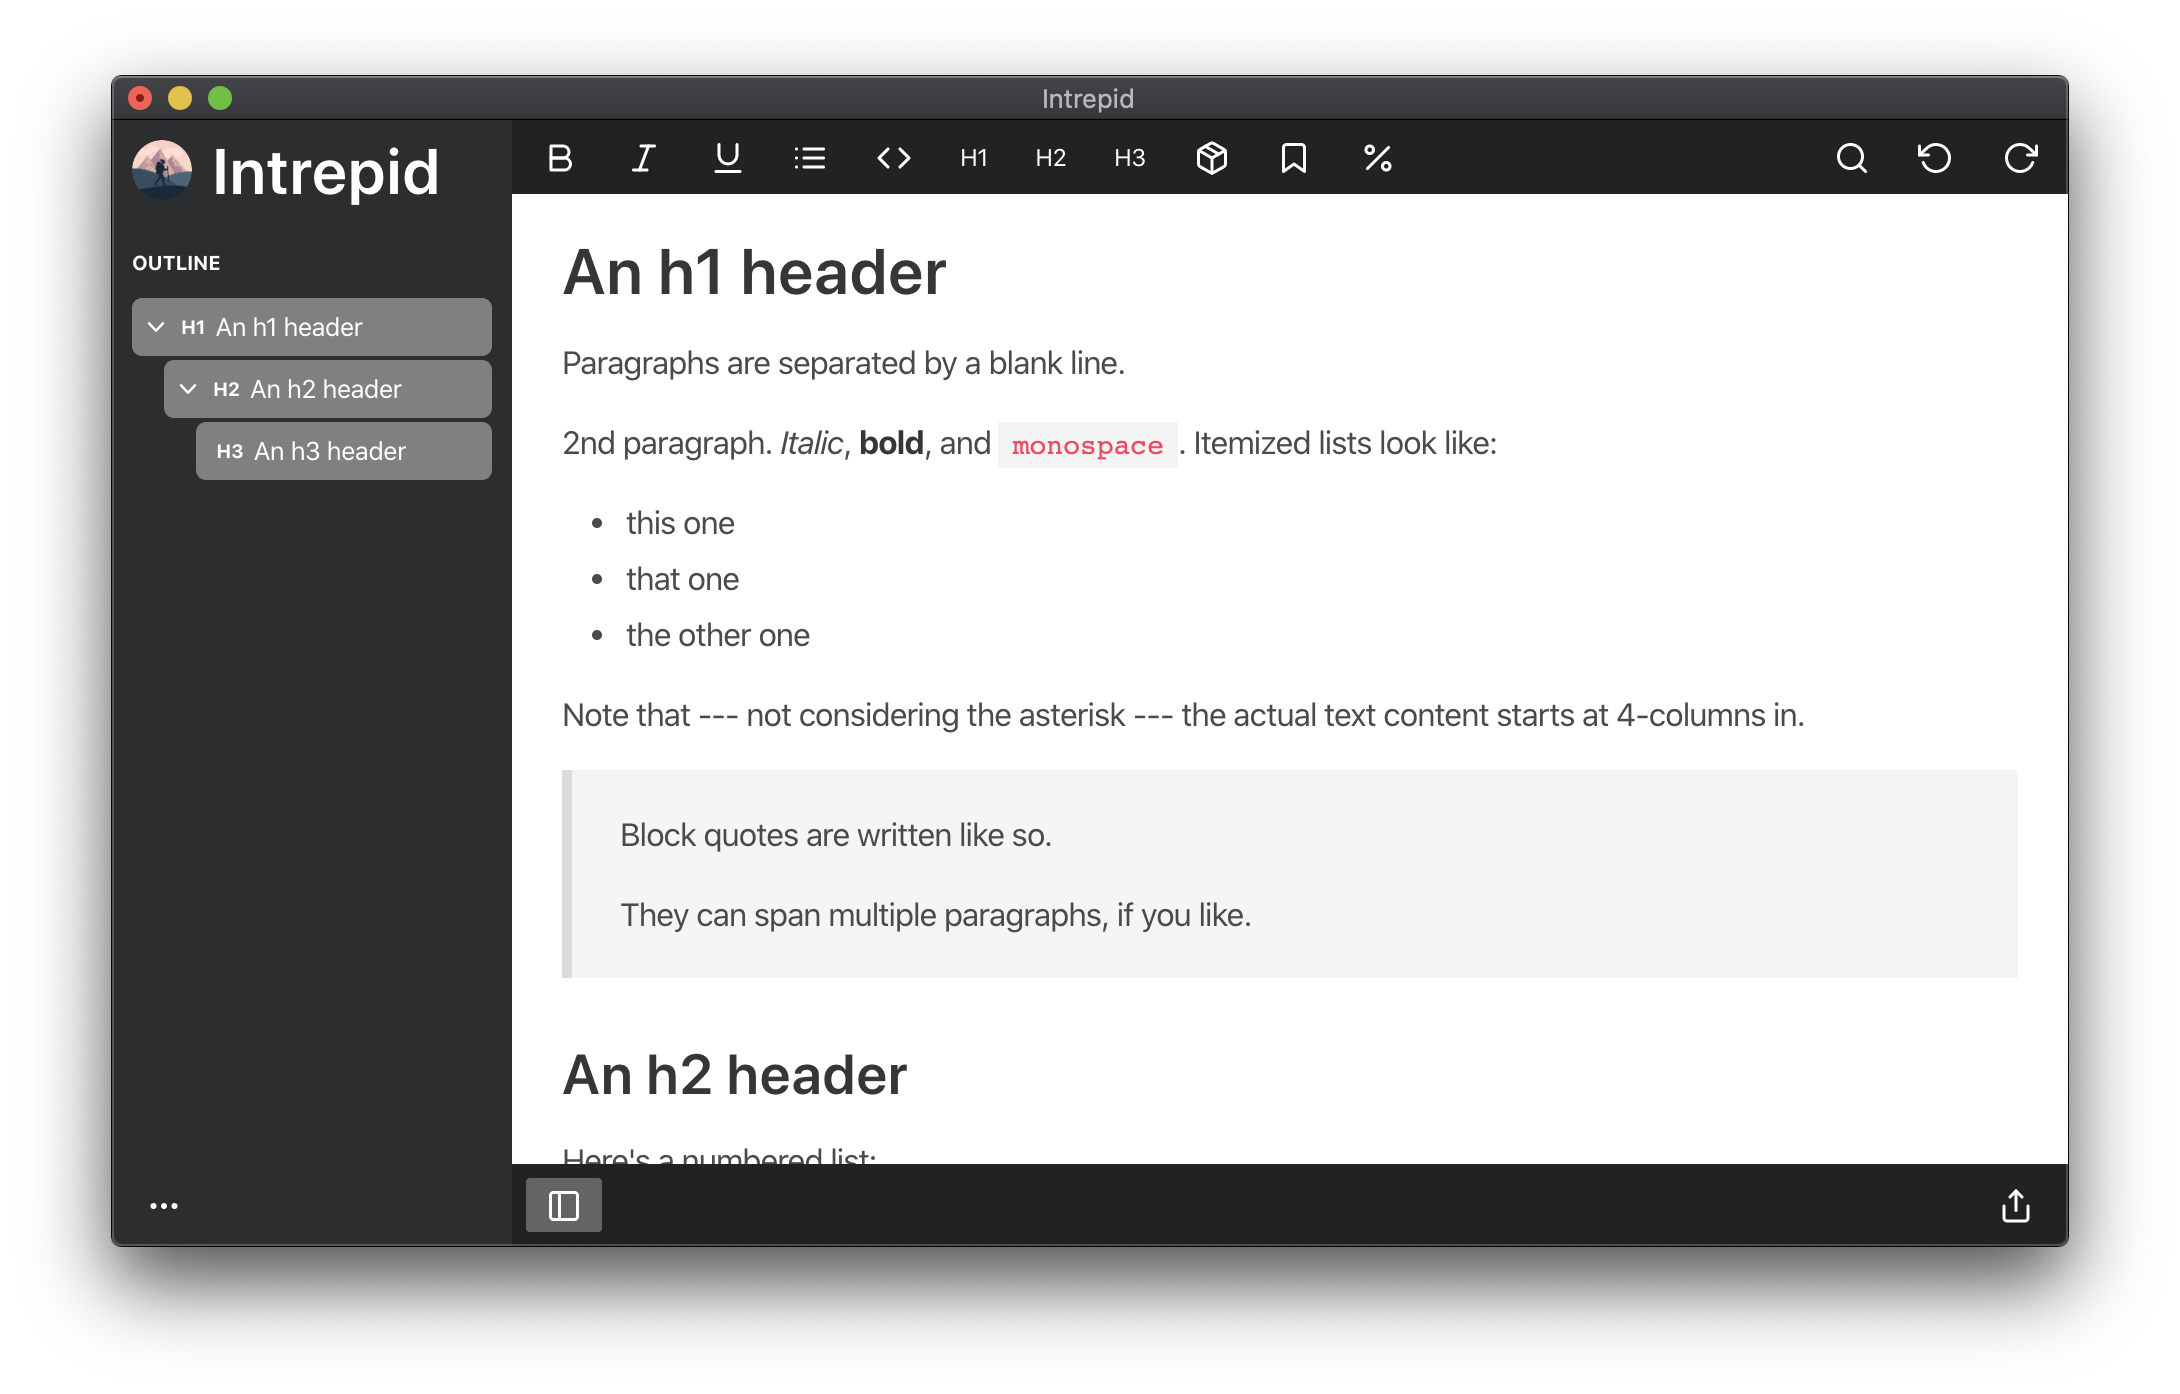 Intrepid
Intrepid
OUTLINE
H1 An h1 header
H2 An h2 header
H3 An h3 header
B I U H1 H2 H3 %
An h1 header
Paragraphs are separated by a blank line.
2nd paragraph. Italic, bold, and monospace. Itemized lists look like:
• this one
• that one
• the other one
Note that --- not considering the asterisk --- the actual text content starts at 4-columns in.
Block quotes are written like so.
They can span multiple paragraphs, if you like.
An h2 header
Here's a numbered list: